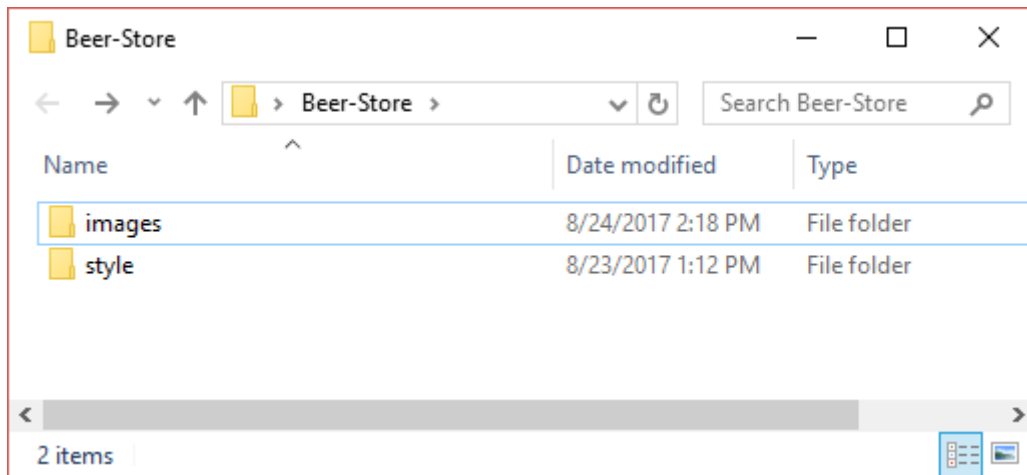 Beer-Store
Beer-Store Search Beer-Store
Name Date modified Type
images 8/24/2017 2:18 PM File folder
style 8/23/2017 1:12 PM File folder
2 items